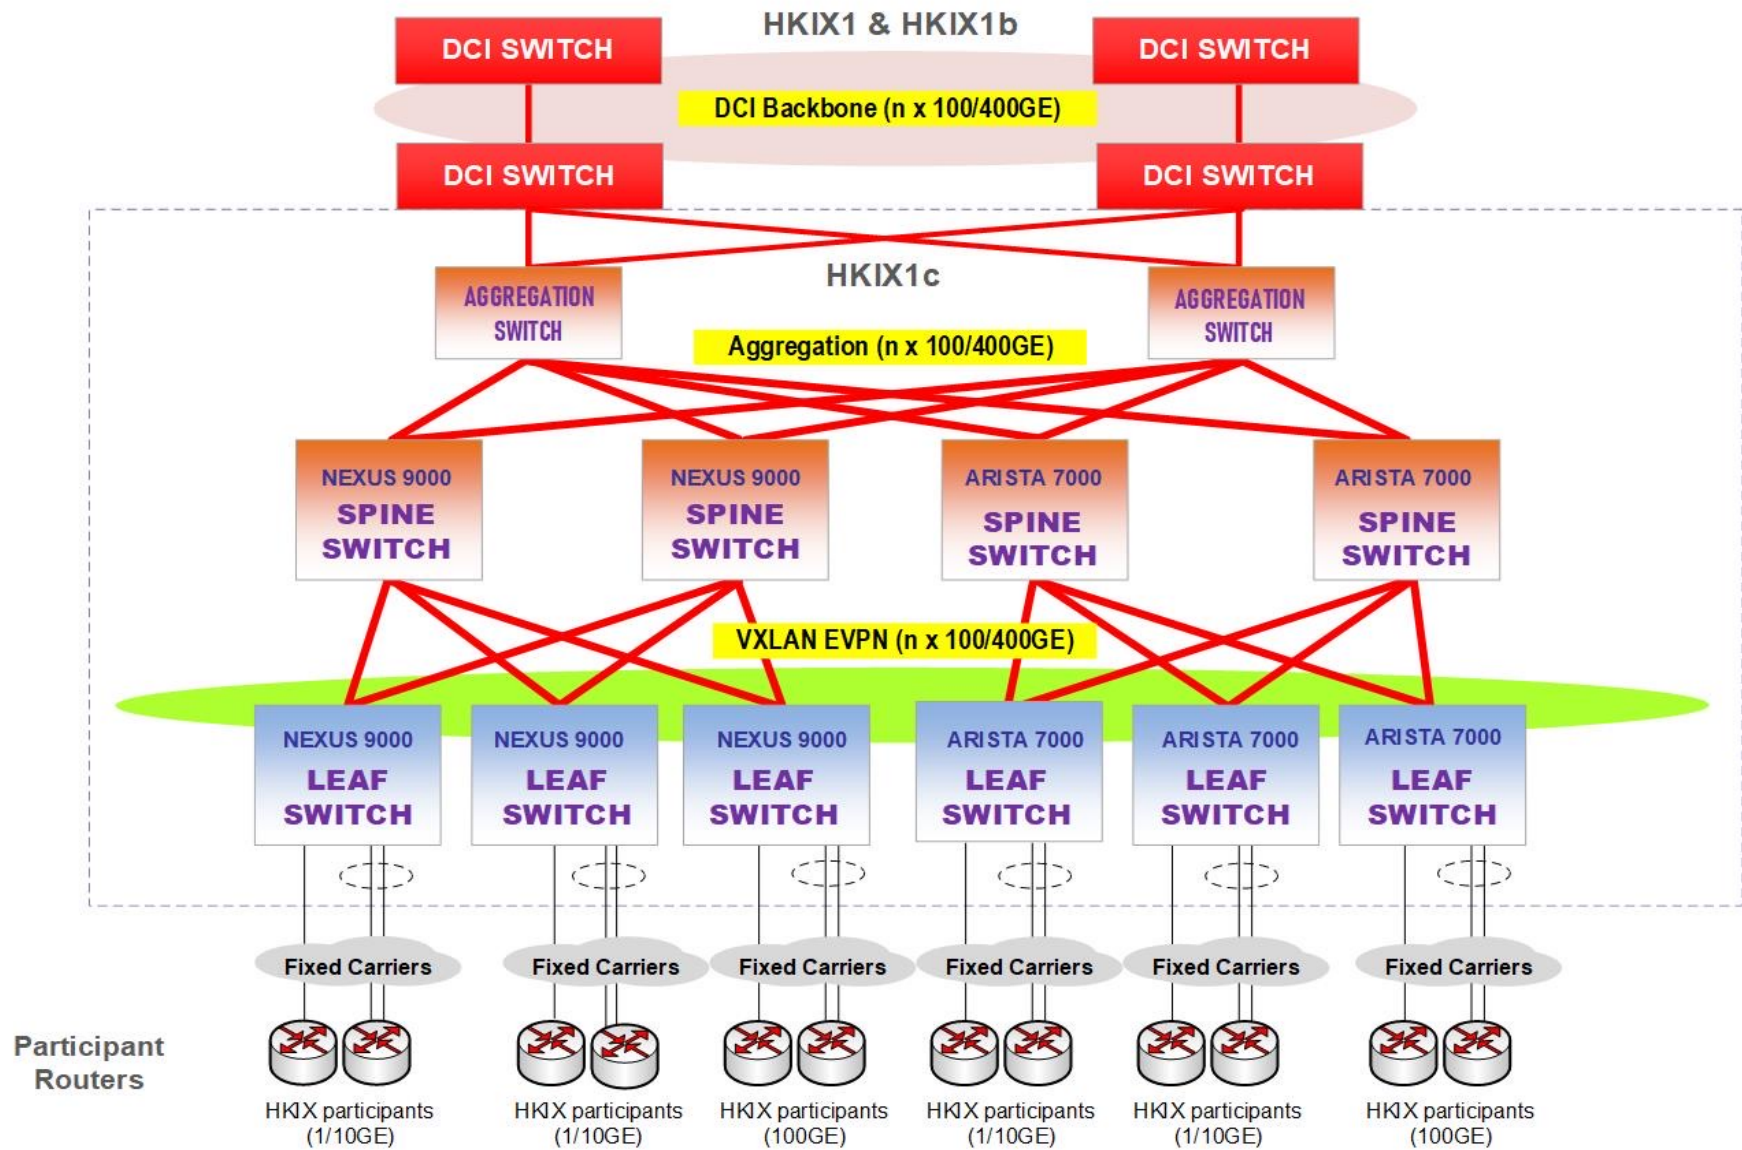 HKIX1 & HKIX1b
DCI SWITCH
DCI SWITCH
DCI Backbone (n x 100/400GE)
DCI SWITCH
DCI SWITCH
HKIX1c
AGGREGATION
SWITCH
AGGREGATION
SWITCH
Aggregation (n x 100/400GE)
NEXUS 9000
SPINE
SWITCH
NEXUS 9000
SPINE
SWITCH
ARISTA 7000
SPINE
SWITCH
ARISTA 7000
SPINE
SWITCH
VXLAN EVPN (n x 100/400GE)
NEXUS 9000
LEAF
SWITCH
NEXUS 9000
LEAF
SWITCH
NEXUS 9000
LEAF
SWITCH
ARISTA 7000
LEAF
SWITCH
ARISTA 7000
LEAF
SWITCH
ARISTA 7000
LEAF
SWITCH
Fixed Carriers
Fixed Carriers
Fixed Carriers
Fixed Carriers
Fixed Carriers
Fixed Carriers
Participant
Routers
HKIX participants
(1/10GE)
HKIX participants
(1/10GE)
HKIX participants
(100GE)
HKIX participants
(1/10GE)
HKIX participants
(1/10GE)
HKIX participants
(100GE)